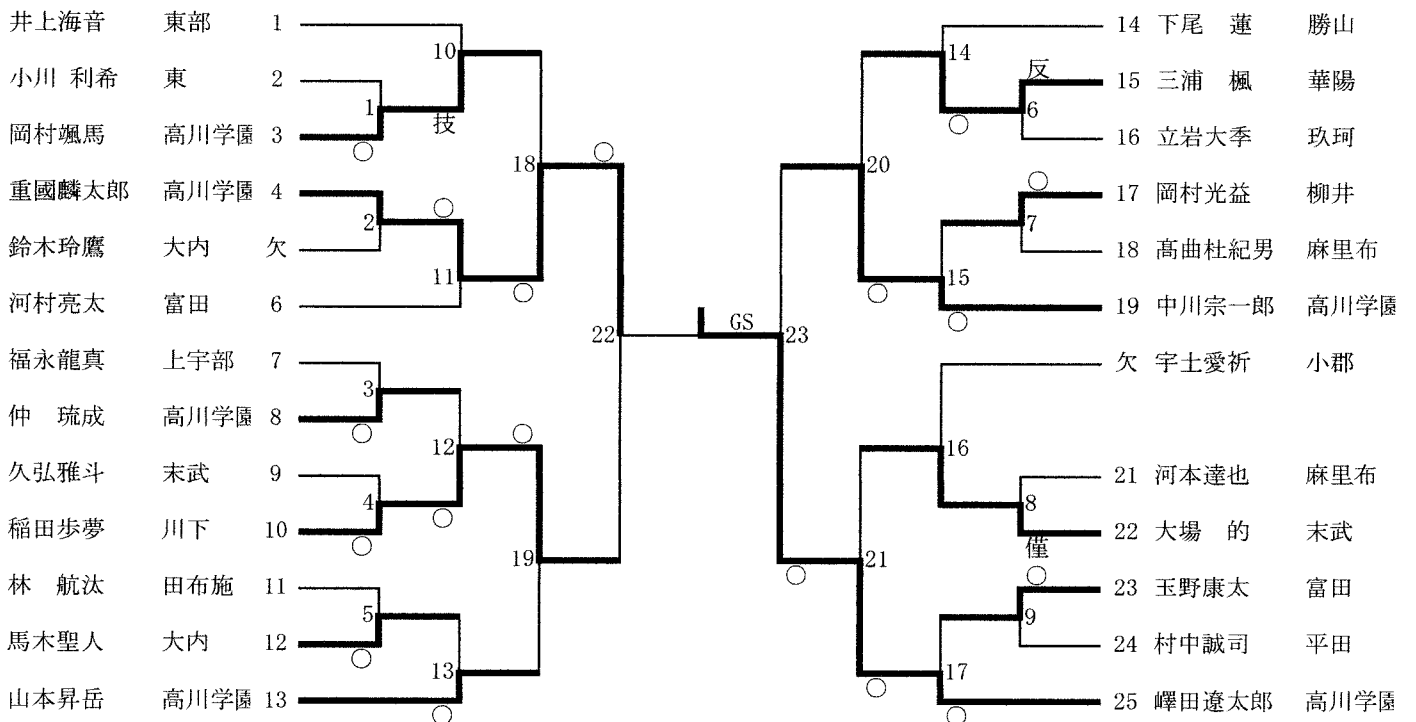 井上海音 東部 1
10
小川 利希 東 2
1
技
岡村颯馬 高川学園 3
○
18
○
重國麟太郎 高川学園 4
○
2
鈴木玲鷹 大内 欠
11
○
河村亮太 富田 6
22
福永龍真 上宇部 7
3
仲 琉成 高川学園 8
○
12
○
久弘雅斗 末武 9
4
○
稲田歩夢 川下 10
○
19
林 航汰 田布施 11
5
馬木聖人 大内 12
○
13
山本昇岳 高川学園 13
○
GS
14 下尾 蓮 勝山
14
反
15 三浦 楓 華陽
6
○
16 立岩大季 玖珂
20
○
17 岡村光益 柳井
7
18 髙曲杜紀男 麻里布
15
○
19 中川宗一郎 高川学園
○
23
欠 宇土愛祈 小郡
16
21 河本達也 麻里布
8
22 大場 的 末武
僅
21
○
○
23 玉野康太 富田
9
24 村中誠司 平田
17
○
25 嶧田遼太郎 高川学園
○